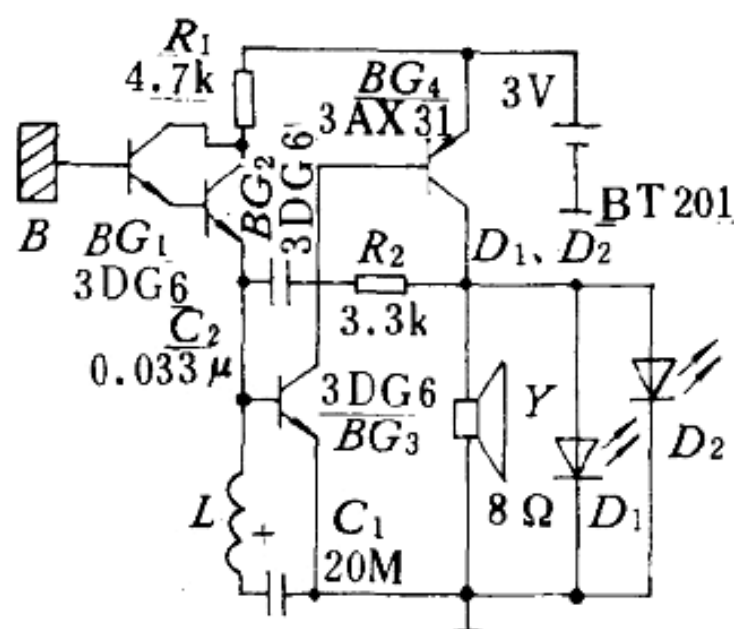 R1
4.7k
BG4
3AX31
3V
BG2
3DG6
BT201
B
BG1
3DG6
R2
3.3k
D1、D2
C2
0.033μ
3DG6
BG3
Y
D2
L
+
C1
20M
8Ω
D1